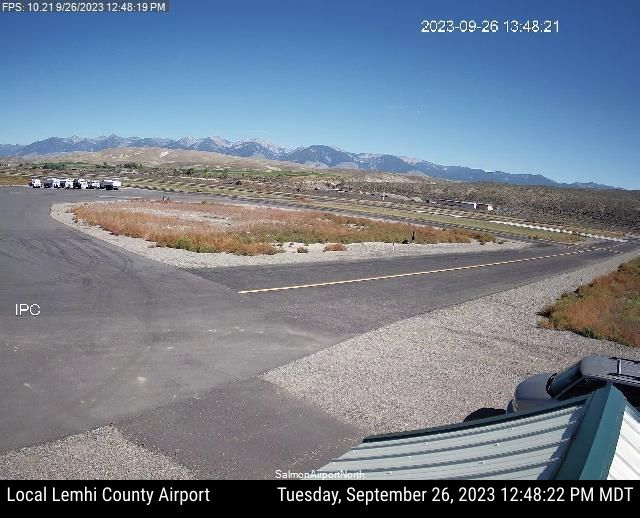 FPS: 10.21 9/26/2023 12:48:19 PM
2023-09-26 13:48:21
IPC
SalmonAirportNorth
Local Lemhi County Airport Tuesday, September 26, 2023 12:48:22 PM MDT